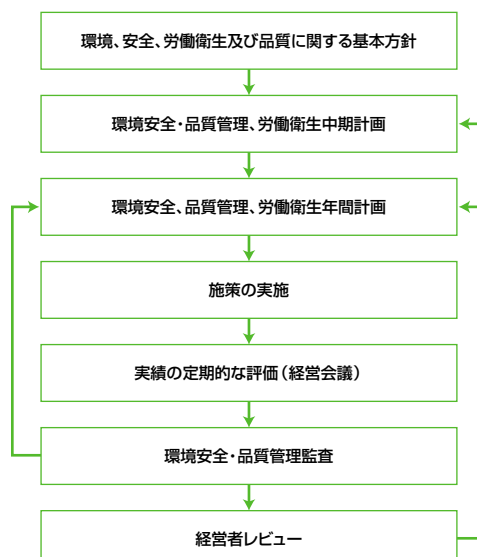 環境、安全、労働衛生及び品質に関する基本方針
環境安全・品質管理、労働衛生中期計画
環境安全、品質管理、労働衛生年間計画
施策の実施
実績の定期的な評価（経営会議）
環境安全・品質管理監査
経営者レビュー